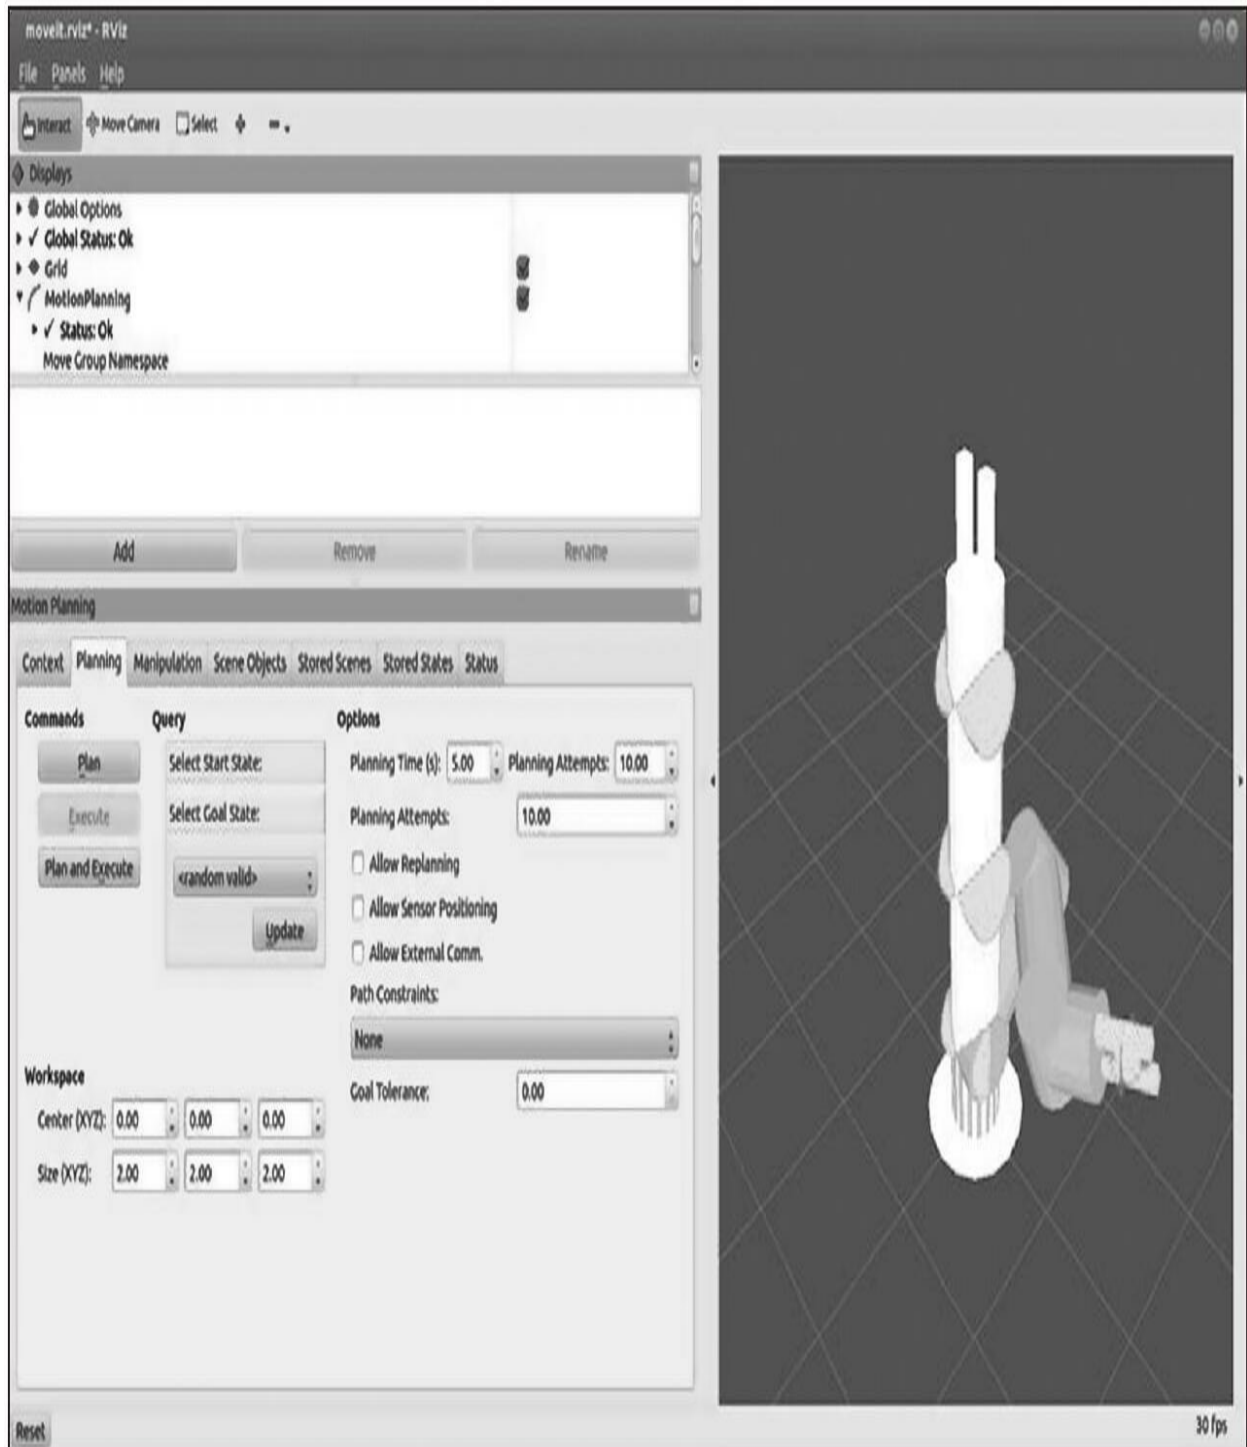 moveit.rviz* - RViz
File Panels Help
Interact Move Camera Select
Displays
Global Options
Global Status: Ok
Grid
MotionPlanning
Status: Ok
Move Group Namespace
Add Remove Rename
Motion Planning
Context Planning Manipulation Scene Objects Stored Scenes Stored States Status
Commands Query Options
Plan Select Start State: Planning Time (s): 5.00 Planning Attempts: 10.00
Execute Select Goal State: Planning Attempts: 10.00
Plan and Execute <random valid> Allow Replanning
Update Allow Sensor Positioning
Allow External Comm.
Path Constraints:
None
Workspace
Goal Tolerance: 0.00
Center (XYZ): 0.00 0.00 0.00
Size (XYZ): 2.00 2.00 2.00
Reset 30 fps